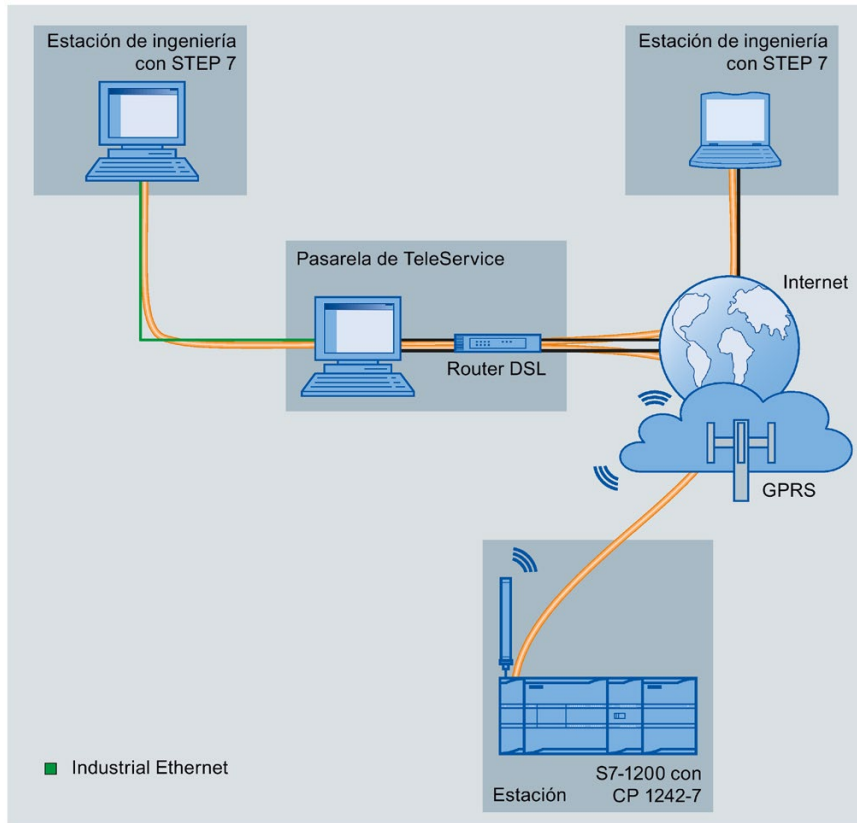 Estación de ingeniería
con STEP 7
Estación de ingeniería
con STEP 7
Pasarela de TeleService
Internet
Router DSL
GPRS
Industrial Ethernet
S7-1200 con
CP 1242-7
Estación